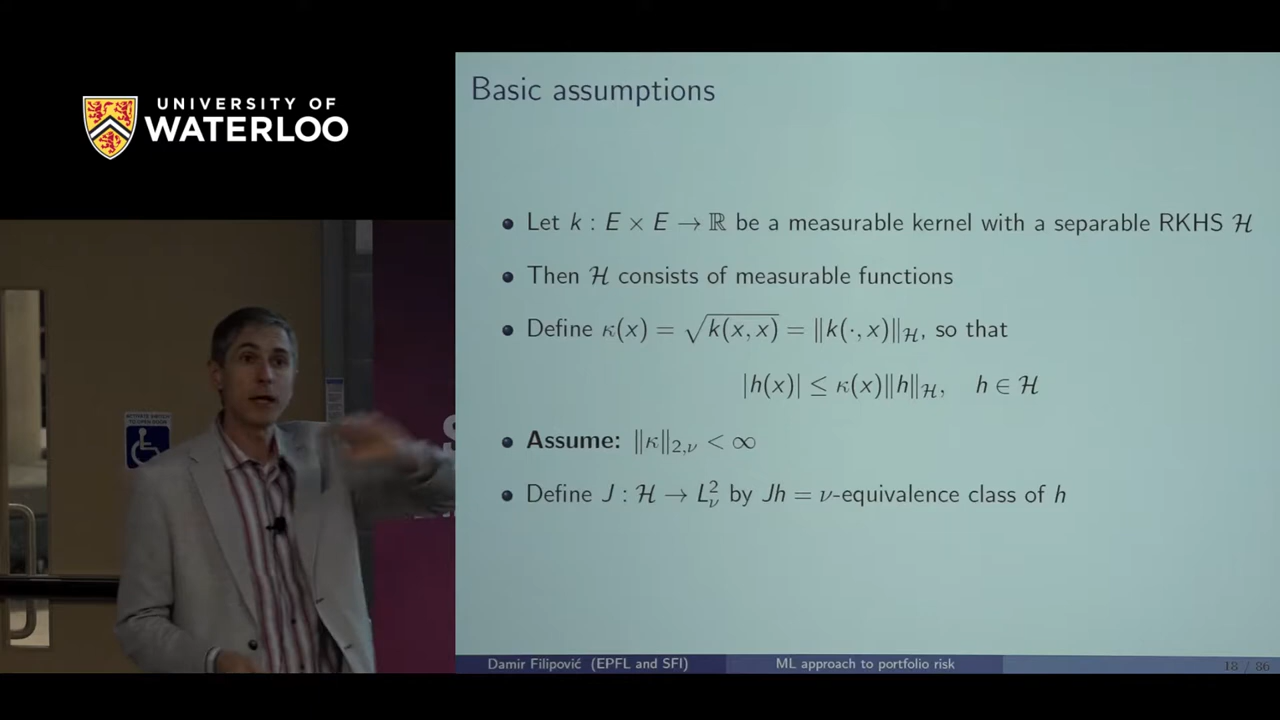 UNIVERSITY OF
WATERLOO
Basic assumptions
• Let k : E × E → ℝ be a measurable kernel with a separable RKHS ℋ
• Then ℋ consists of measurable functions
• Define κ(x) = √k(x, x) = ‖k(·, x)‖ℋ, so that
|h(x)| ≤ κ(x)‖h‖ℋ, h ∈ ℋ
• Assume: ‖κ‖₂,ν < ∞
• Define J : ℋ → L²ν by Jh = ν-equivalence class of h
Damir Filipović (EPFL and SFI)
ML approach to portfolio risk
18 / 86